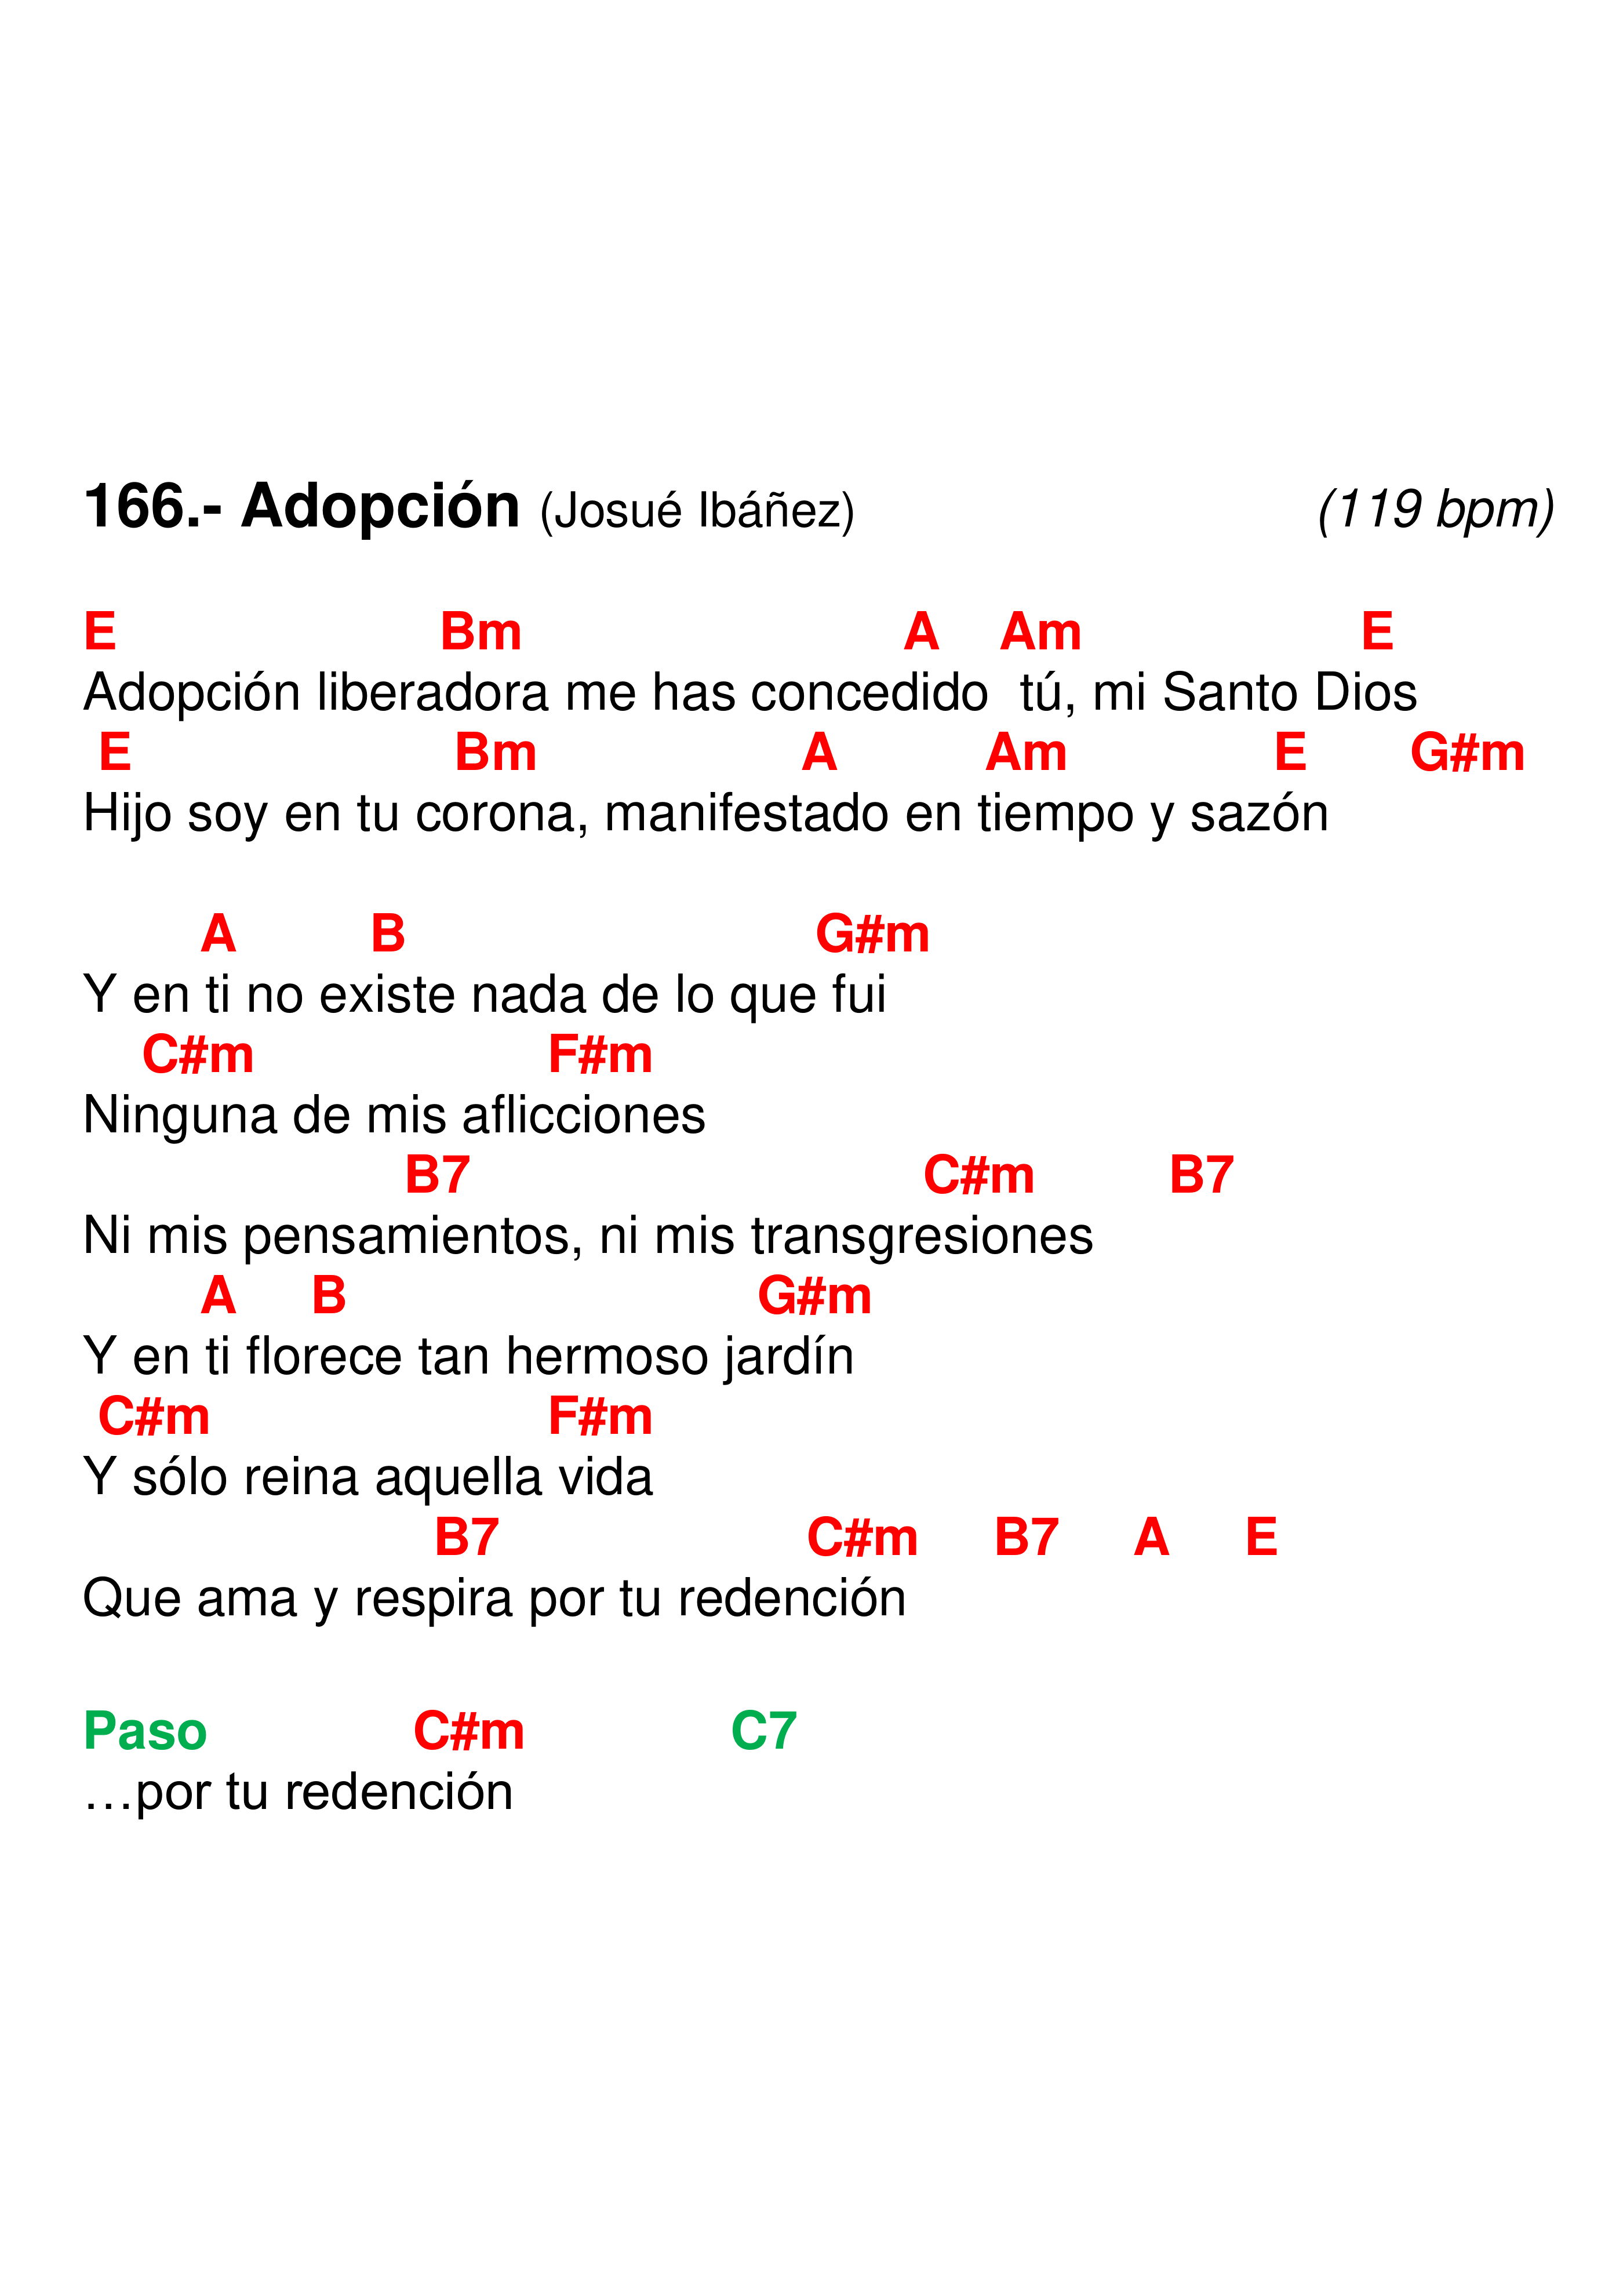 166.- Adopción (Josué Ibáñez) (119 bpm)
E Bm A Am E
Adopción liberadora me has concedido tú, mi Santo Dios
E Bm A Am E G#m
Hijo soy en tu corona, manifestado en tiempo y sazón
A B G#m
Y en ti no existe nada de lo que fui
C#m F#m
Ninguna de mis aflicciones
B7 C#m B7
Ni mis pensamientos, ni mis transgresiones
A B G#m
Y en ti florece tan hermoso jardín
C#m F#m
Y sólo reina aquella vida
B7 C#m B7 A E
Que ama y respira por tu redención
Paso C#m C7
…por tu redención